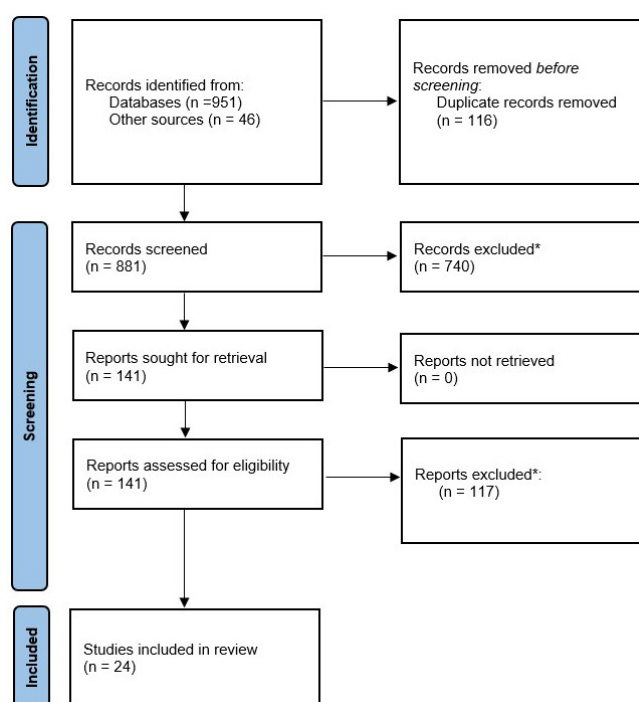 Identification
Records identified from:
Databases (n =951)
Other sources (n = 46)
Records removed before
screening:
Duplicate records removed
(n = 116)
Screening
Records screened
(n = 881)
Records excluded*
(n = 740)
Reports sought for retrieval
(n = 141)
Reports not retrieved
(n = 0)
Reports assessed for eligibility
(n = 141)
Reports excluded*:
(n = 117)
Included
Studies included in review
(n = 24)